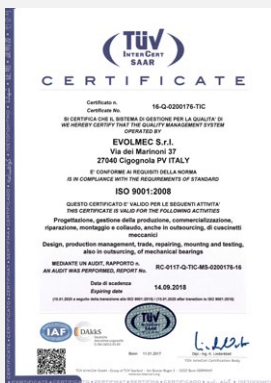 TÜV
INTERCERT
SAAR
CERTIFICATE
Certificato n.
Certificate No.
16-Q-0200176-TIC
SI CERTIFICA CHE IL SISTEMA DI GESTIONE PER LA QUALITA' DI
WE HEREBY CERTIFY THAT THE QUALITY MANAGEMENT SYSTEM
OPERATED BY
EVOLMEC S.r.l.
Via dei Marinoni 37
27040 Cigognola PV ITALY
E' CONFORME AI REQUISITI DELLA NORMA
IS IN COMPLIANCE WITH THE REQUIREMENTS OF STANDARD
ISO 9001:2008
QUESTO CERTIFICATO E' VALIDO PER LE SEGUENTI ATTIVITA'
THIS CERTIFICATE IS VALID FOR THE FOLLOWING ACTIVITIES
Progettazione, gestione della produzione, commercializzazione,
riparazione, montaggio e collaudo, anche in outsourcing, di cuscinetti
meccanici
Design, production management, trade, repairing, mounting and testing,
also in outsourcing, of mechanical bearings
MEDIANTE UN AUDIT, RAPPORTO n.
AN AUDIT WAS PERFORMED, REPORT No.
RC-0117-Q-TIC-MS-0200176-16
Data di scadenza
Expiring date
14.09.2018
IAF
DAkkS